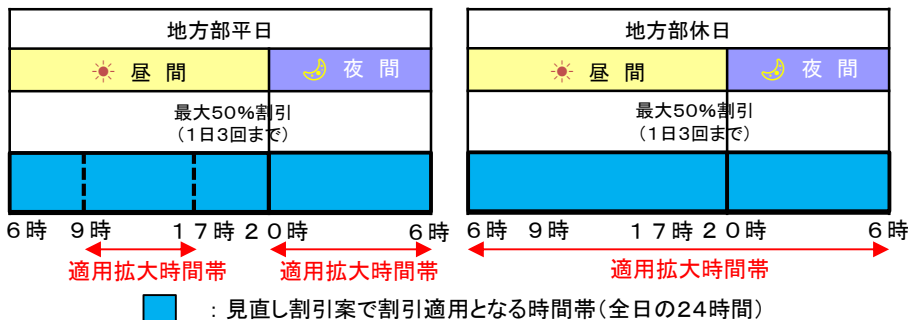 地方部平日
昼間 夜間
最大50%割引
(1日3回まで)
6時 9時 17時 20時 6時
適用拡大時間帯 適用拡大時間帯
地方部休日
昼間 夜間
最大50%割引
(1日3回まで)
6時 9時 17時 20時 6時
適用拡大時間帯
:見直し割引案で割引適用となる時間帯(全日の24時間)